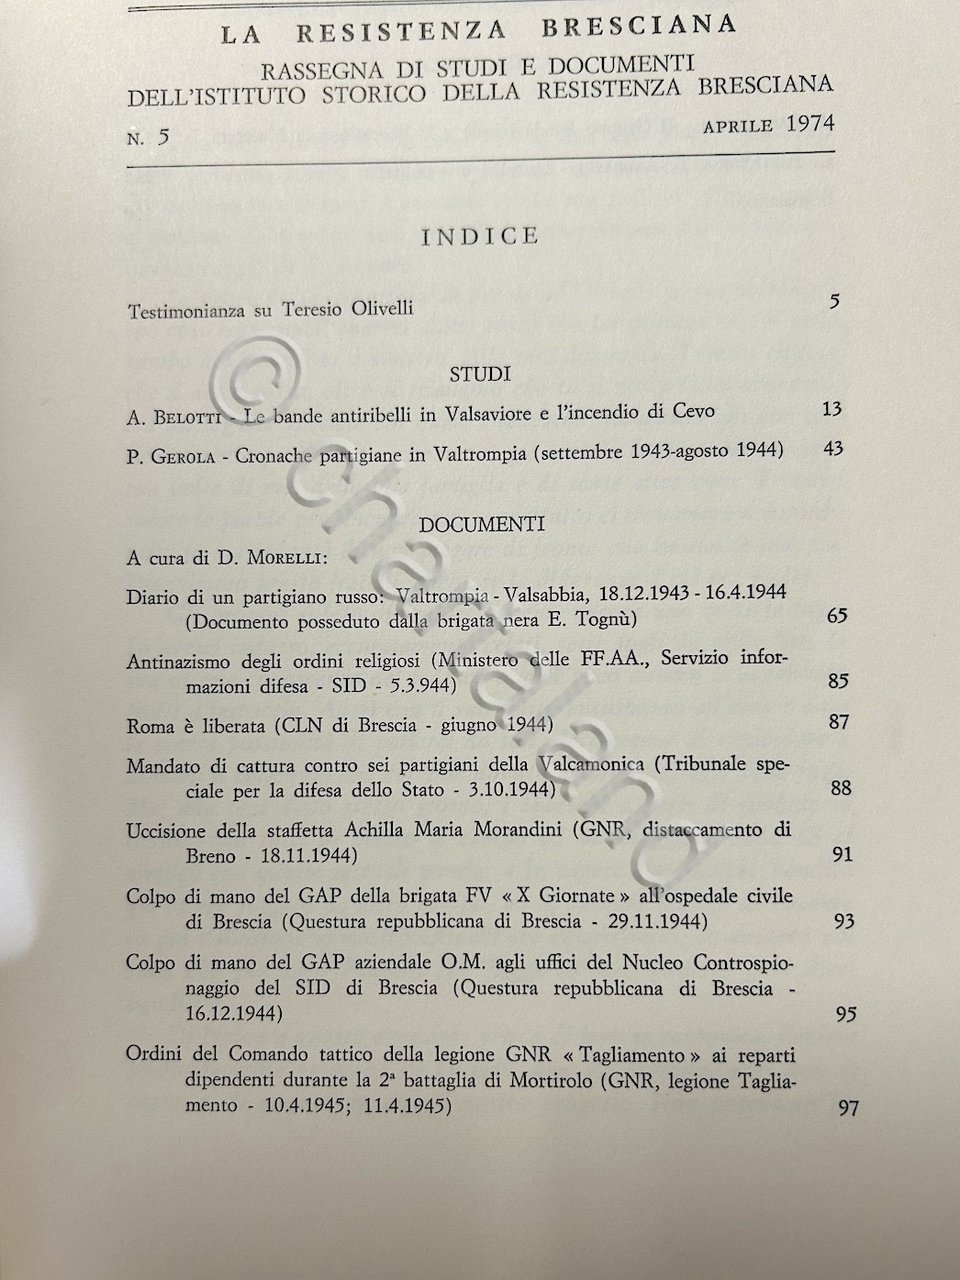 LA RESISTENZA BRESCIANA
RASSEGNA DI STUDI E DOCUMENTI
DELL'ISTITUTO STORICO DELLA RESISTENZA BRESCIANA
N. 5 APRILE 1974
INDICE
Testimonianza su Teresio Olivelli 5
STUDI
A. BELOTTI - Le bande antiribelli in Valsaviore e l'incendio di Cevo 13
P. GEROLA - Cronache partigiane in Valtrompia (settembre 1943-agosto 1944) 43
DOCUMENTI
A cura di D. MORELLI:
Diario di un partigiano russo: Valtrompia - Valsabbia, 18.12.1943 - 16.4.1944
(Documento posseduto dalla brigata nera E. Tognù) 65
Antinazismo degli ordini religiosi (Ministero delle FF.AA., Servizio infor-
mazioni difesa - SID - 5.3.944) 85
Roma è liberata (CLN di Brescia - giugno 1944) 87
Mandato di cattura contro sei partigiani della Valcamonica (Tribunale spe-
ciale per la difesa dello Stato - 3.10.1944) 88
Uccisione della staffetta Achilla Maria Morandini (GNR, distaccamento di
Breno - 18.11.1944) 91
Colpo di mano del GAP della brigata FV « X Giornate » all'ospedale civile
di Brescia (Questura repubblicana di Brescia - 29.11.1944) 93
Colpo di mano del GAP aziendale O.M. agli uffici del Nucleo Controspio-
naggio del SID di Brescia (Questura repubblicana di Brescia -
16.12.1944) 95
Ordini del Comando tattico della legione GNR « Tagliamento » ai reparti
dipendenti durante la 2ª battaglia di Mortirolo (GNR, legione Taglia-
mento - 10.4.1945; 11.4.1945) 97
© chartaland